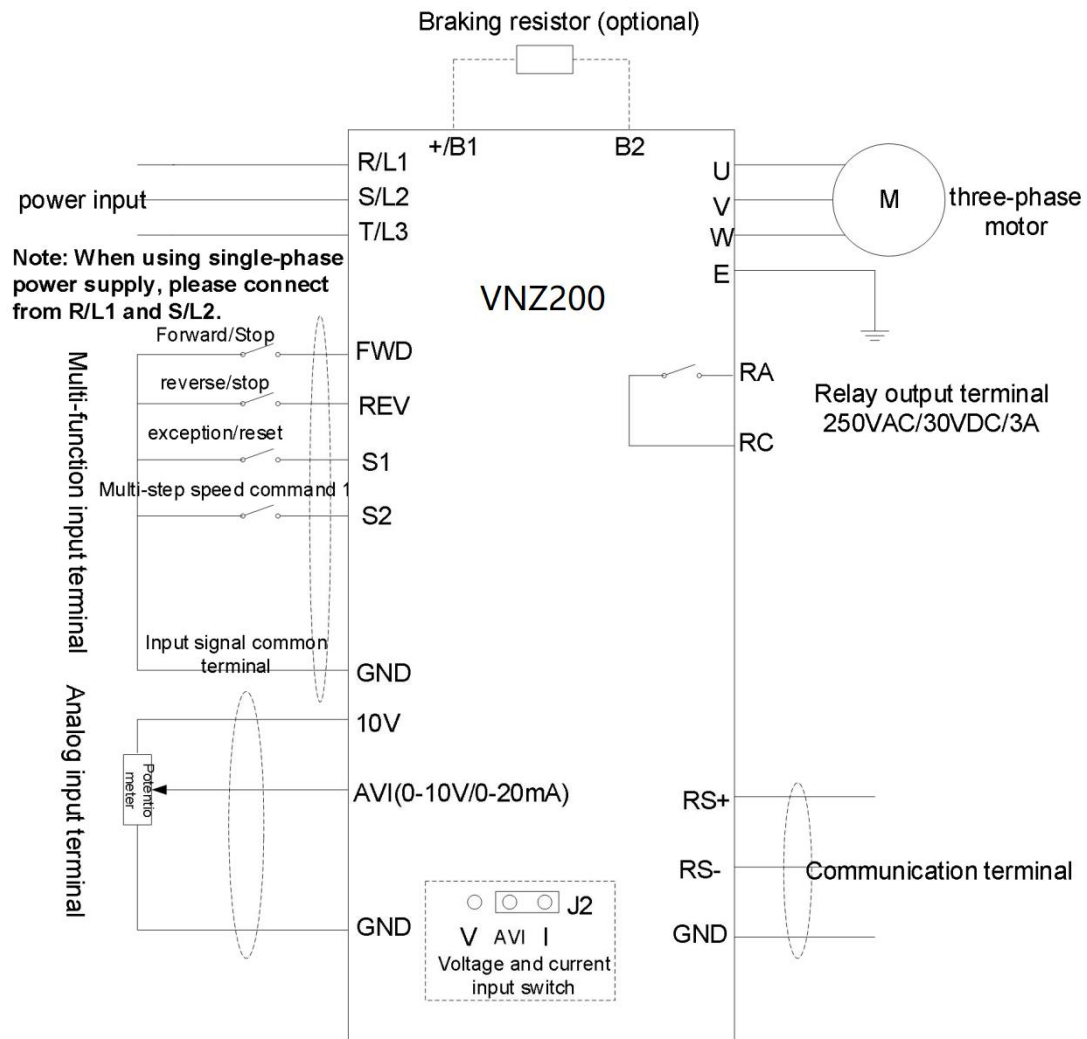 Braking resistor (optional)
+/B1
B2
R/L1
S/L2
T/L3
power input
U
V
W
E
M
three-phase
motor
Note: When using single-phase
power supply, please connect
from R/L1 and S/L2.
VNZ200
Multi-function input terminal
Forward/Stop
FWD
reverse/stop
REV
exception/reset
S1
Multi-step speed command 1
S2
Input signal common
terminal
GND
RA
RC
Relay output terminal
250VAC/30VDC/3A
Analog input terminal
10V
Potentio
meter
AVI(0-10V/0-20mA)
GND
J2
V AVI I
Voltage and current
input switch
RS+
RS-
GND
Communication terminal